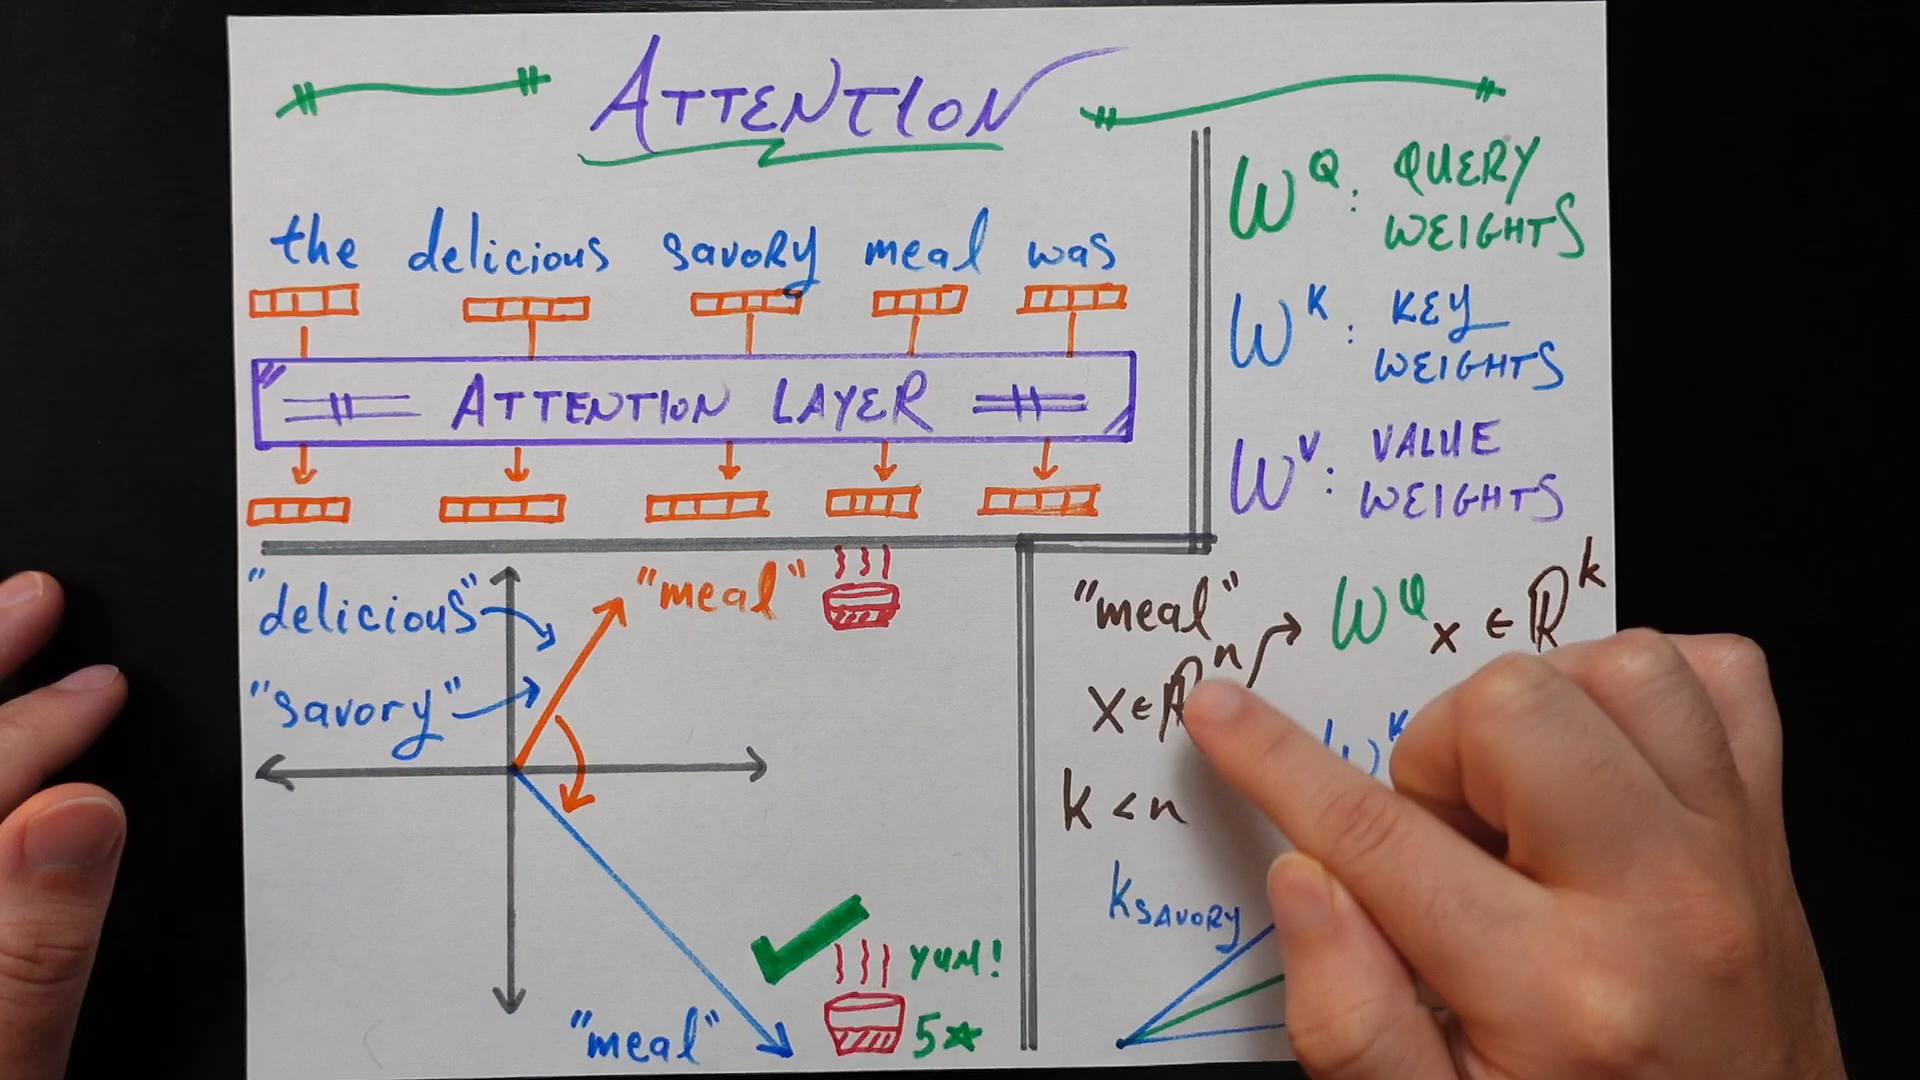 ATTENTION
the delicious savory meal was
ATTENTION LAYER
W^Q: QUERY
WEIGHTS
W^K: KEY
WEIGHTS
W^V: VALUE
WEIGHTS
"delicious"
"savory"
"meal"
"meal"
YUM!
5★
"meal" → W^Q x ∈ ℝ^k
x ∈ ℝ^n
W^K
k < n
K SAVORY